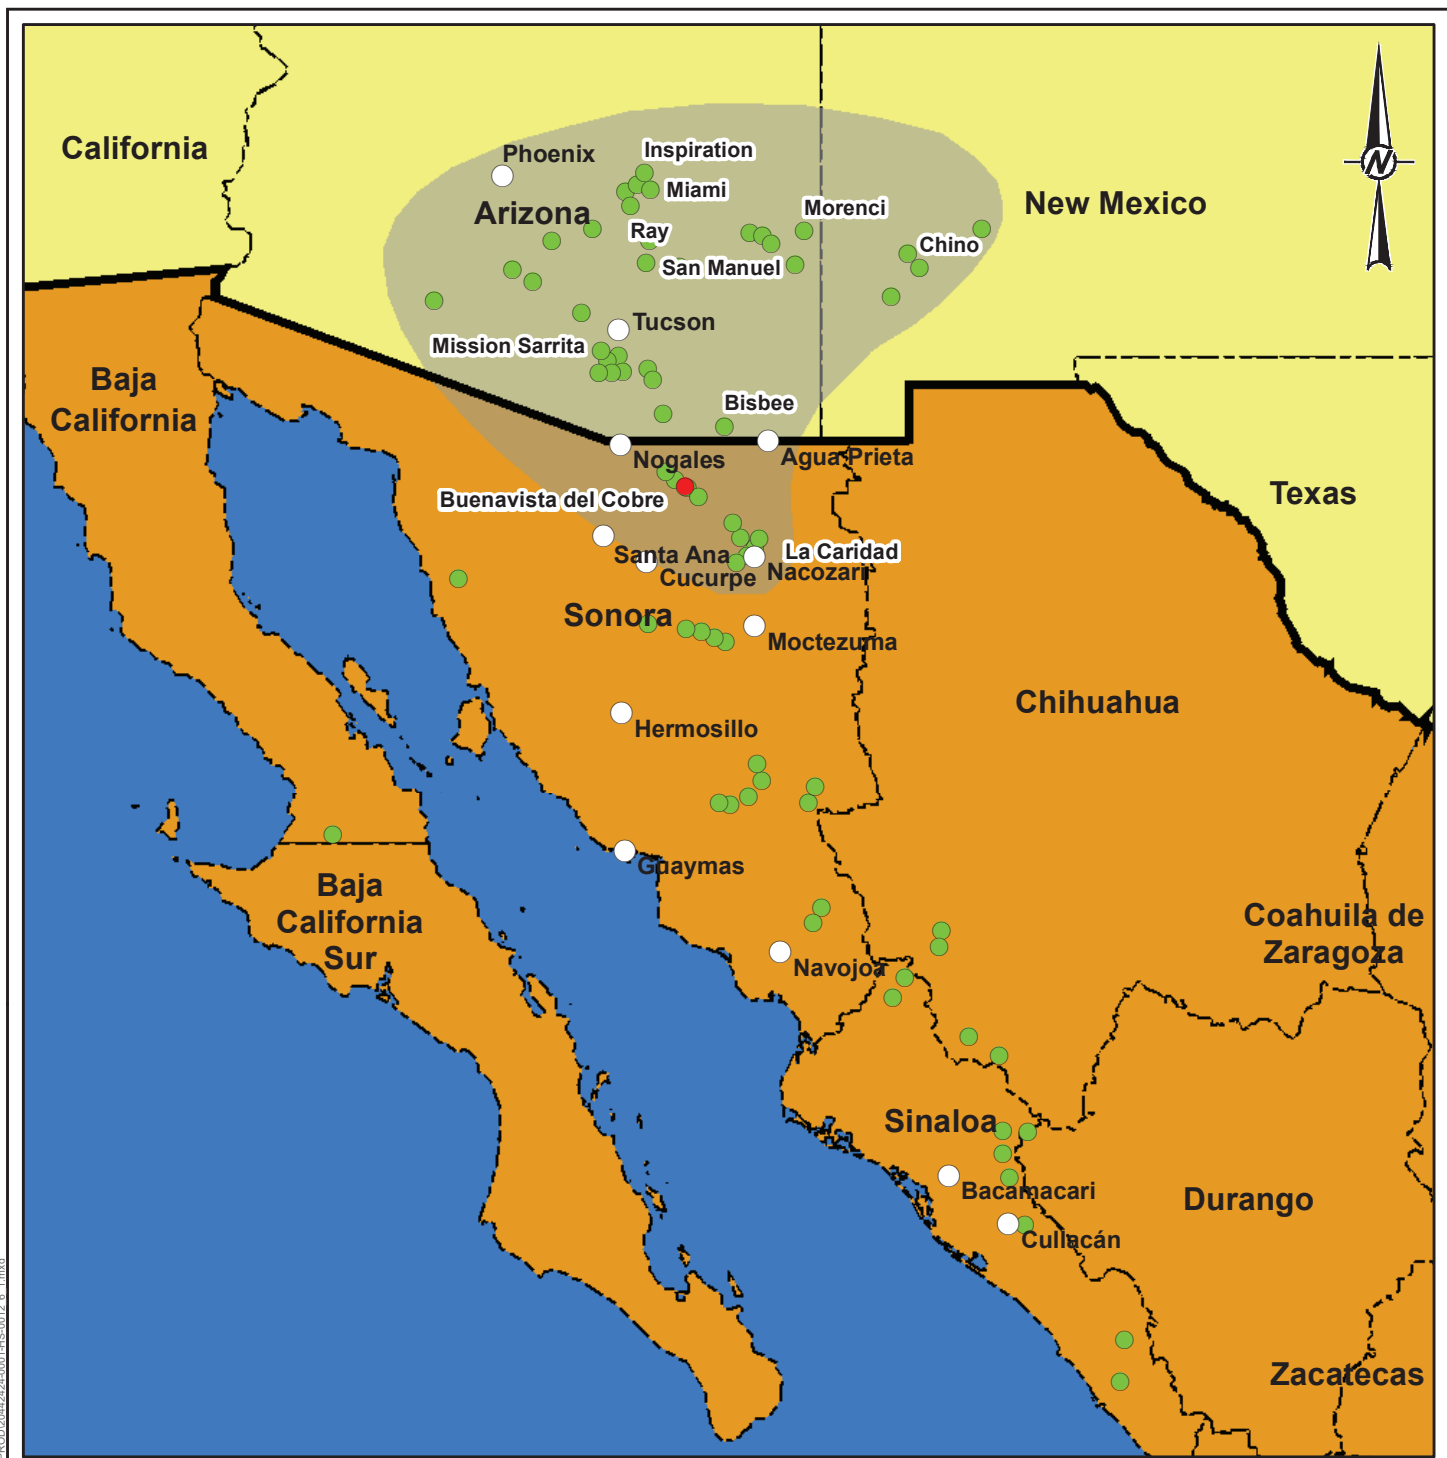 California
Phoenix
Inspiration
Miami
Arizona
Morenci
New Mexico
Ray
Chino
San Manuel
Tucson
Mission Sarrita
Baja
California
Bisbee
Nogales
Agua Prieta
Texas
Buenavista del Cobre
Santa Ana
La Caridad
Cucurpe
Nacozari
Sonora
Moctezuma
Chihuahua
Hermosillo
Guaymas
Baja
California
Sur
Coahuila de
Zaragoza
Navojoa
Sinaloa
Bacamacari
Durango
Culiacán
Zacatecas
N